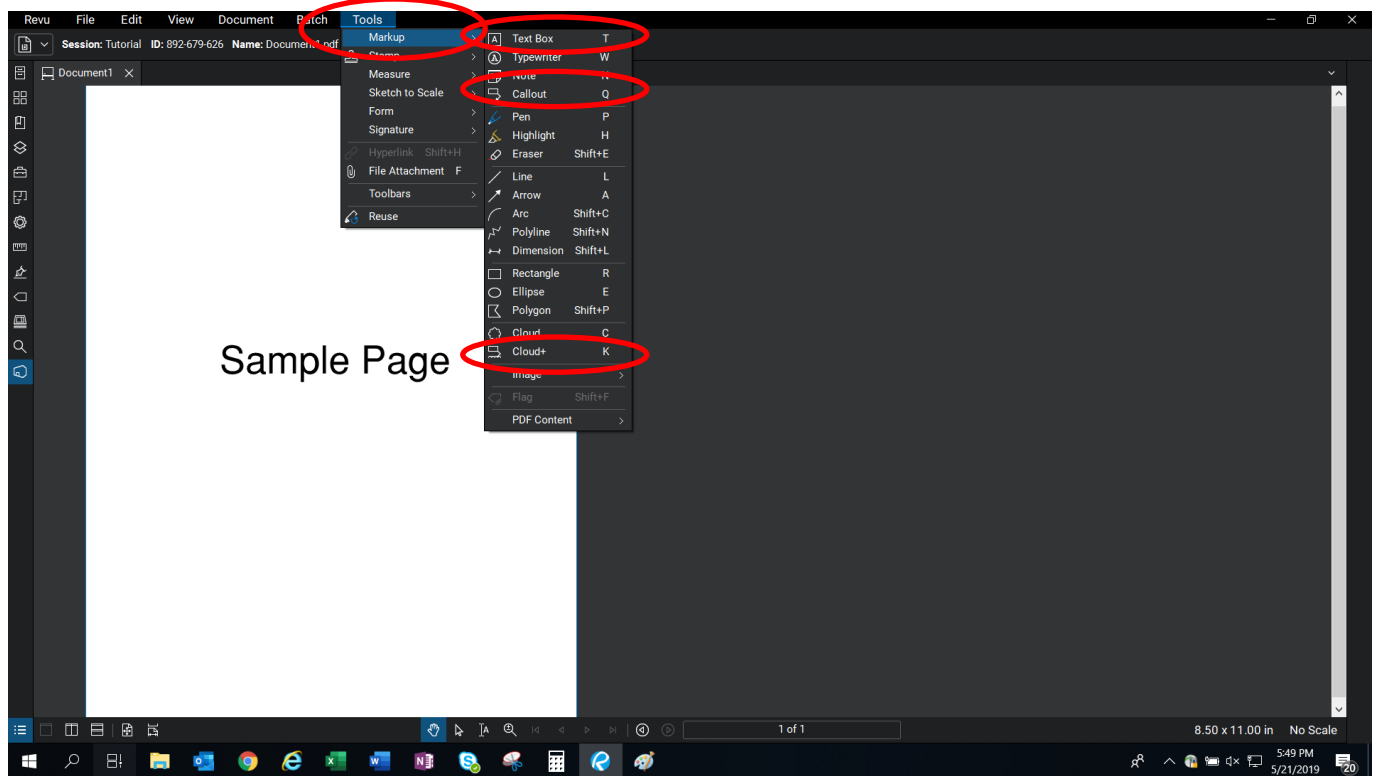 Revu File Edit View Document Batch Tools
Session: Tutorial ID: 892-679-626 Name: Document1.pdf
Document1
Markup
Stamp
Measure
Sketch to Scale
Form
Signature
Hyperlink Shift+H
File Attachment F
Toolbars
Reuse
Text Box T
Typewriter W
Note N
Callout Q
Pen P
Highlight H
Eraser Shift+E
Line L
Arrow A
Arc Shift+C
Polyline Shift+N
Dimension Shift+L
Rectangle R
Ellipse E
Polygon Shift+P
Cloud C
Cloud+ K
Image
Flag Shift+F
PDF Content
Sample Page
1 of 1
8.50 x 11.00 in No Scale
5:49 PM
5/21/2019
20